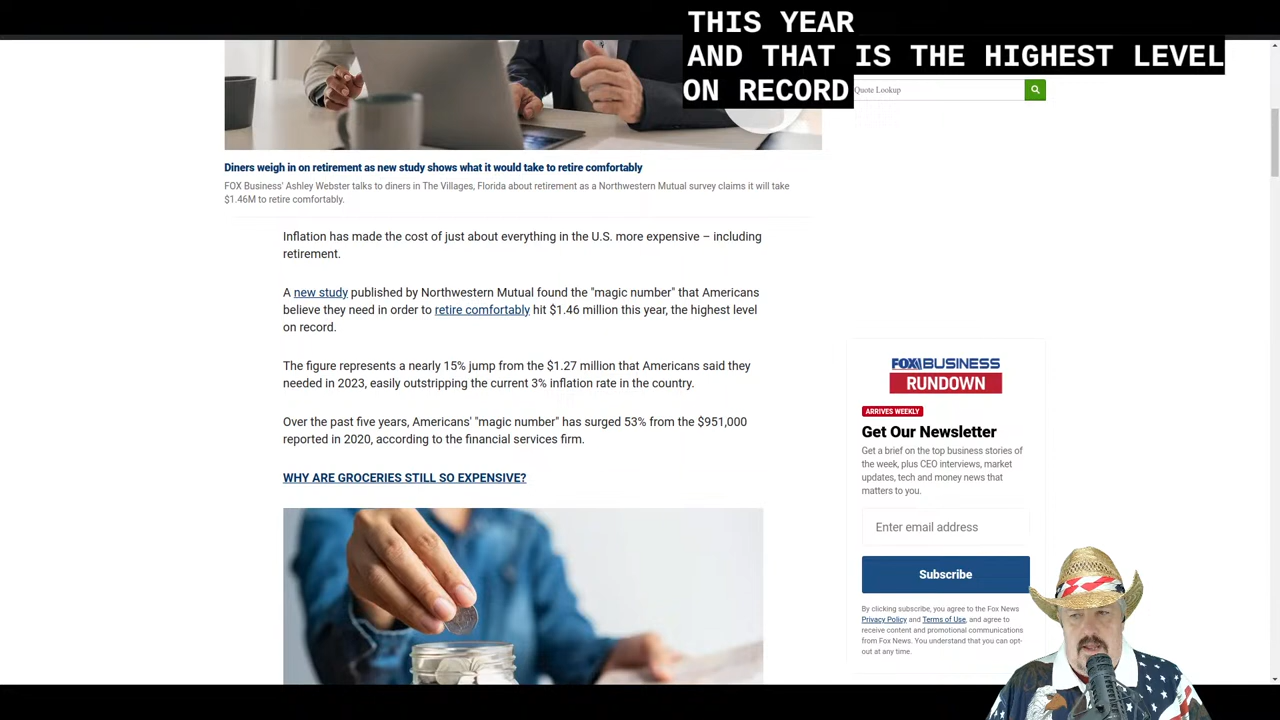 THIS YEAR
AND THAT IS THE HIGHEST LEVEL
ON RECORD
Quote Lookup
Diners weigh in on retirement as new study shows what it would take to retire comfortably
FOX Business' Ashley Webster talks to diners in The Villages, Florida about retirement as a Northwestern Mutual survey claims it will take
$1.46M to retire comfortably.
Inflation has made the cost of just about everything in the U.S. more expensive – including
retirement.
A new study published by Northwestern Mutual found the "magic number" that Americans
believe they need in order to retire comfortably hit $1.46 million this year, the highest level
on record.
The figure represents a nearly 15% jump from the $1.27 million that Americans said they
needed in 2023, easily outstripping the current 3% inflation rate in the country.
Over the past five years, Americans' "magic number" has surged 53% from the $951,000
reported in 2020, according to the financial services firm.
WHY ARE GROCERIES STILL SO EXPENSIVE?
FOX BUSINESS
RUNDOWN
ARRIVES WEEKLY
Get Our Newsletter
Get a brief on the top business stories of
the week, plus CEO interviews, market
updates, tech and money news that
matters to you.
Enter email address
Subscribe
By clicking subscribe, you agree to the Fox News
Privacy Policy and Terms of Use, and agree to
receive content and promotional communications
from Fox News. You understand that you can opt-
out at any time.